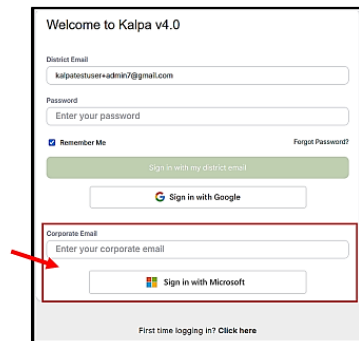 Welcome to Kalpa v4.0
District Email
kalpatestuser+admin7@gmail.com
Password
Enter your password
Remember Me Forgot Password?
Sign in with my district email
Sign in with Google
Corporate Email
Enter your corporate email
Sign in with Microsoft
First time logging in? Click here